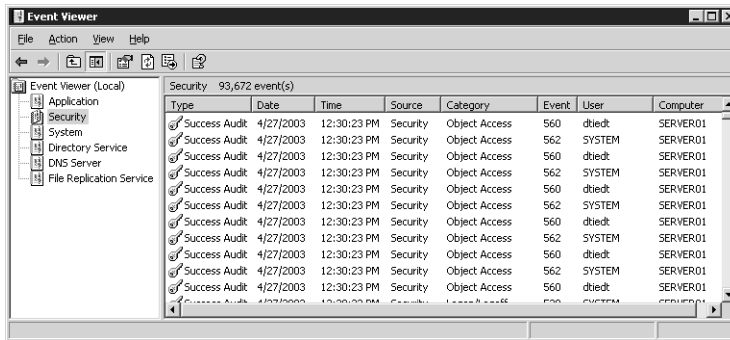 Event Viewer
File Action View Help
Event Viewer (Local)
Application
Security
System
Directory Service
DNS Server
File Replication Service
Security 93,672 event(s)
Type Date Time Source Category Event User Computer
Success Audit 4/27/2003 12:30:23 PM Security Object Access 560 dtiedt SERVER01
Success Audit 4/27/2003 12:30:23 PM Security Object Access 562 SYSTEM SERVER01
Success Audit 4/27/2003 12:30:23 PM Security Object Access 560 dtiedt SERVER01
Success Audit 4/27/2003 12:30:23 PM Security Object Access 562 SYSTEM SERVER01
Success Audit 4/27/2003 12:30:23 PM Security Object Access 560 dtiedt SERVER01
Success Audit 4/27/2003 12:30:23 PM Security Object Access 562 SYSTEM SERVER01
Success Audit 4/27/2003 12:30:23 PM Security Object Access 560 dtiedt SERVER01
Success Audit 4/27/2003 12:30:23 PM Security Object Access 562 SYSTEM SERVER01
Success Audit 4/27/2003 12:30:23 PM Security Object Access 560 dtiedt SERVER01
Success Audit 4/27/2003 12:30:23 PM Security Object Access 562 SYSTEM SERVER01
Success Audit 4/27/2003 12:30:23 PM Security Object Access 560 dtiedt SERVER01